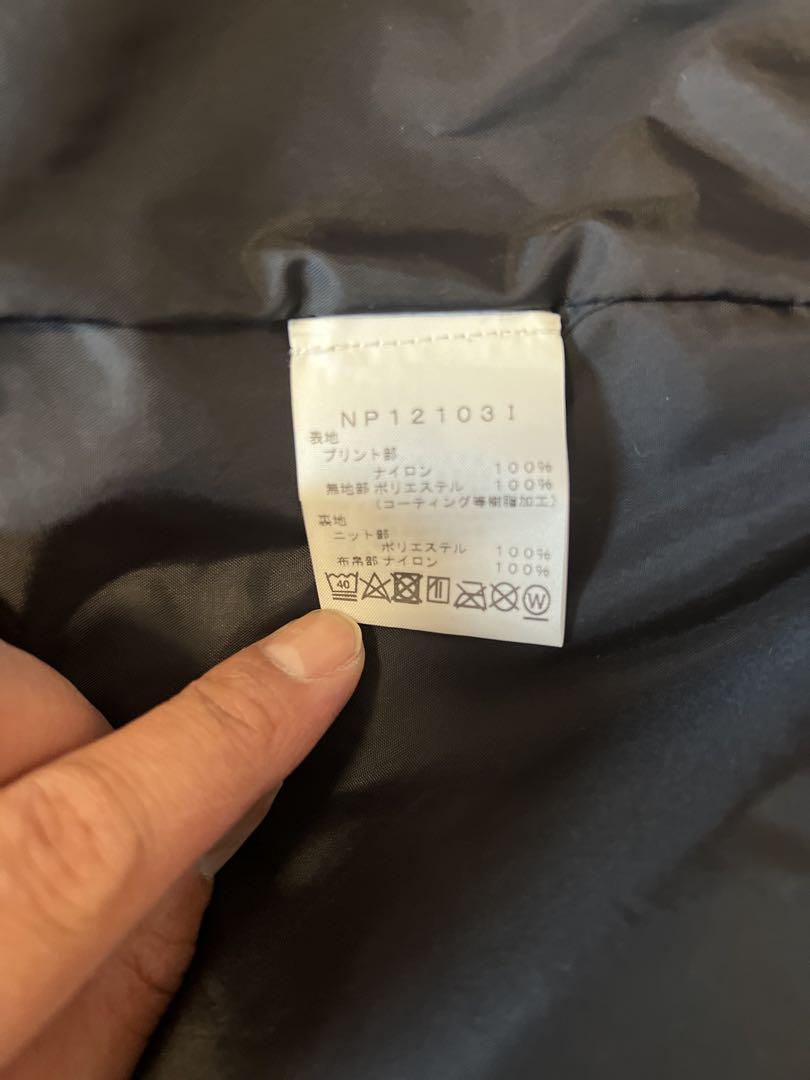 NP12103I
表地
プリント部
ナイロン 100%
無地部 ポリエステル 100%
(コーティング等樹脂加工)
裏地
ニット部
ポリエステル 100%
布帛部 ナイロン 100%
40 W